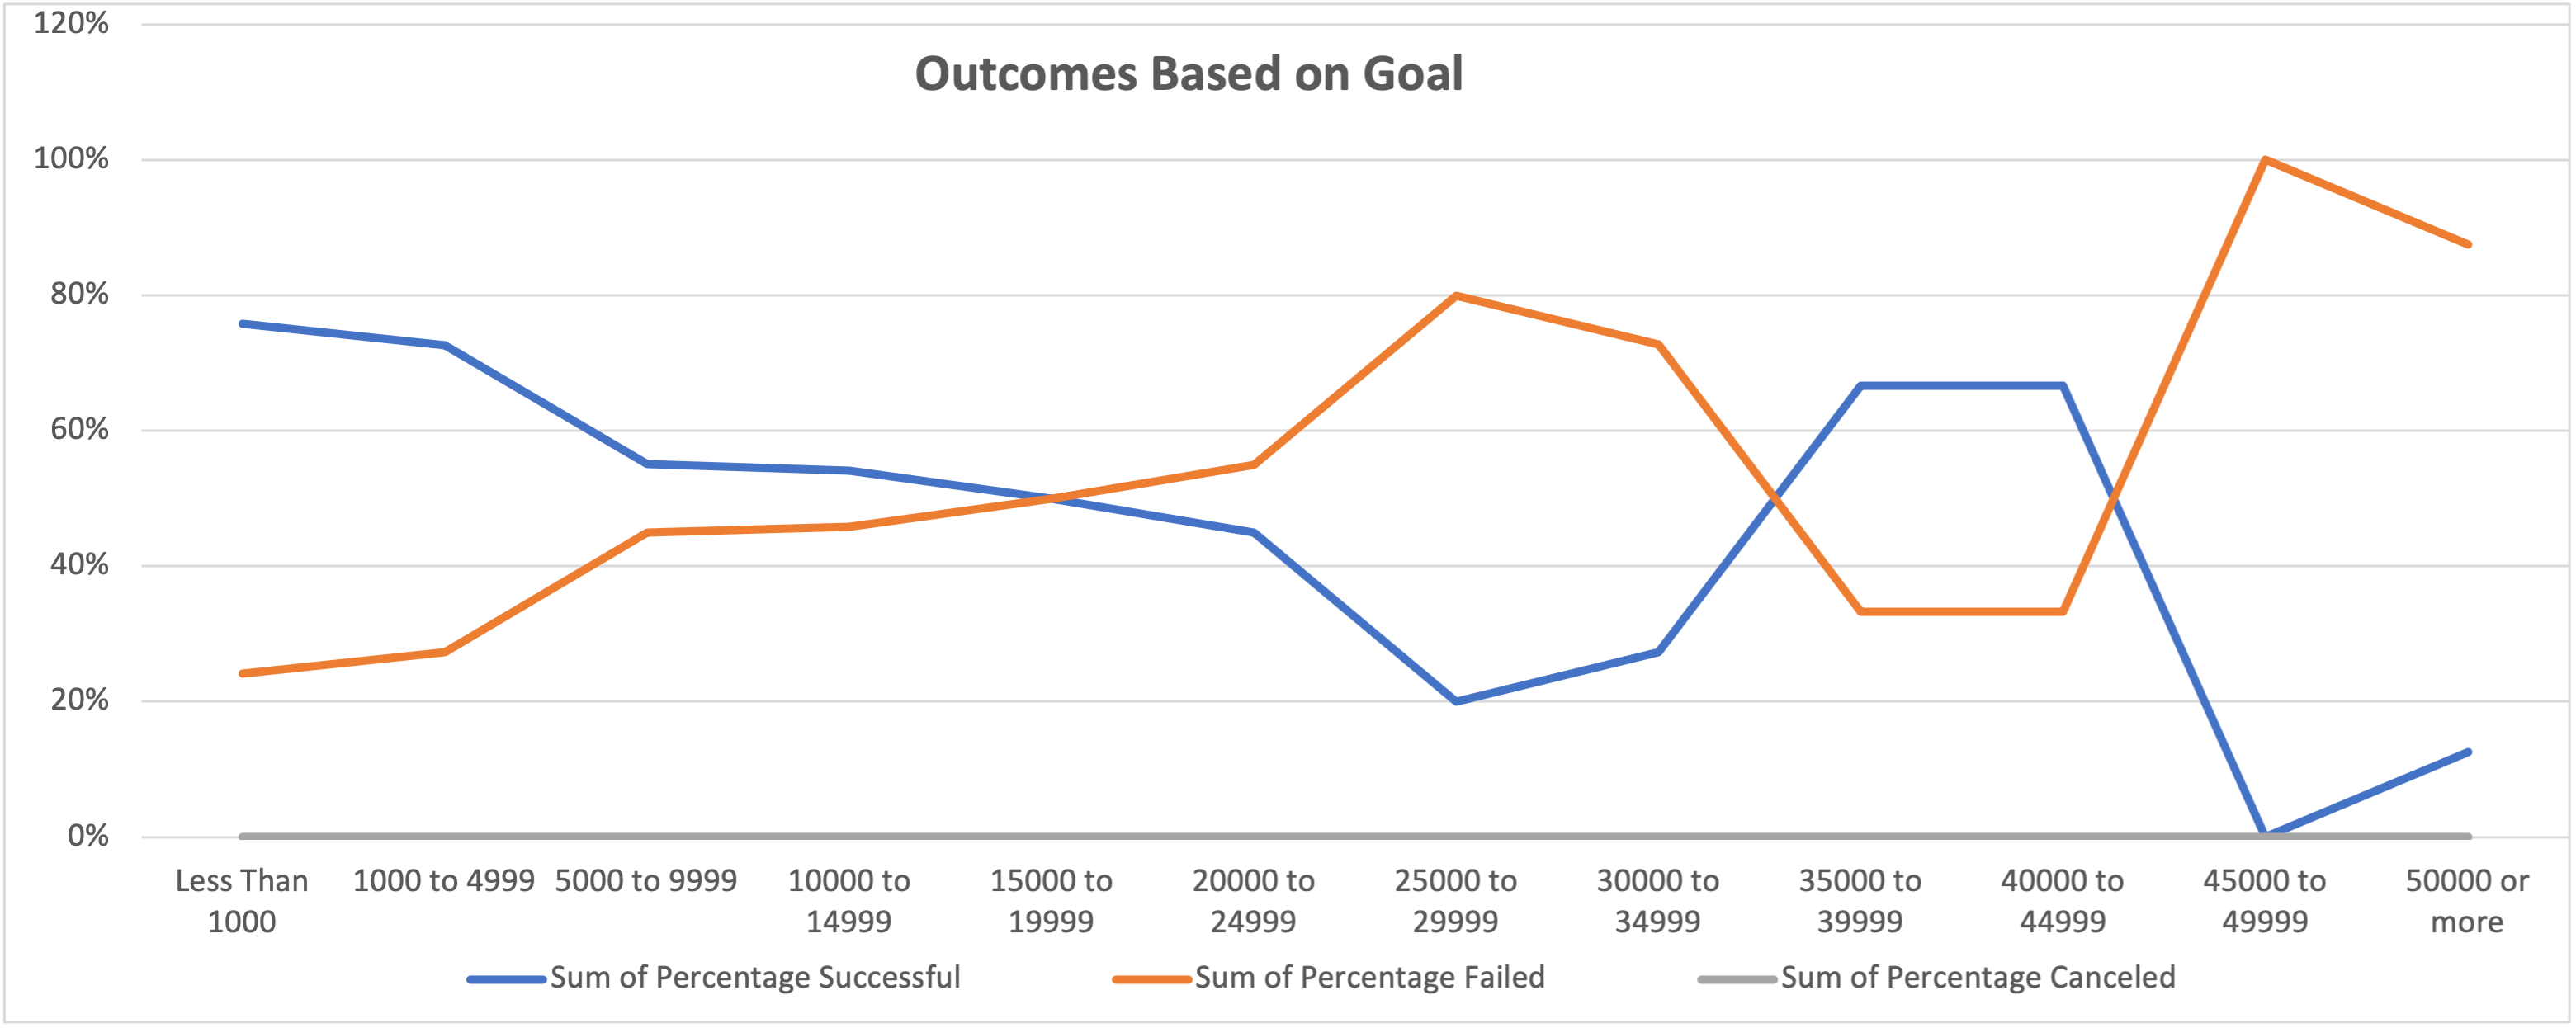 Outcomes Based on Goal
120%
100%
80%
60%
40%
20%
0%
Less Than
1000
1000 to 4999
5000 to 9999
10000 to
14999
15000 to
19999
20000 to
24999
25000 to
29999
30000 to
34999
35000 to
39999
40000 to
44999
45000 to
49999
50000 or
more
Sum of Percentage Successful
Sum of Percentage Failed
Sum of Percentage Canceled